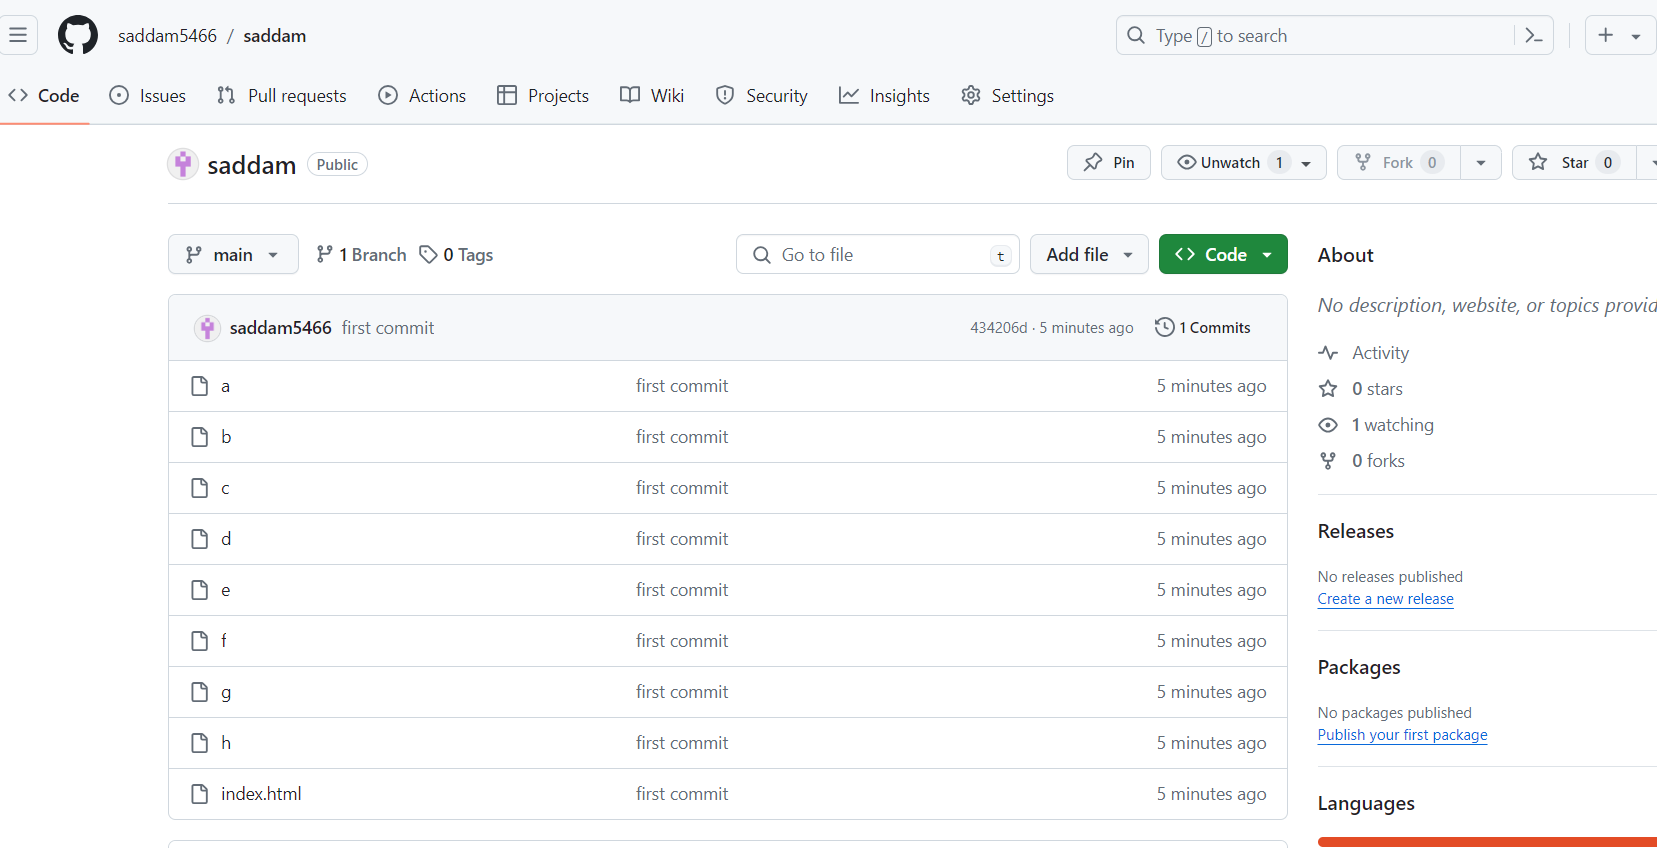 saddam5466 / saddam
Type / to search
Code Issues Pull requests Actions Projects Wiki Security Insights Settings
saddam Public
Pin Unwatch 1 Fork 0 Star 0
main 1 Branch 0 Tags
Go to file t
Add file Code
saddam5466 first commit 434206d · 5 minutes ago 1 Commits
a first commit 5 minutes ago
b first commit 5 minutes ago
c first commit 5 minutes ago
d first commit 5 minutes ago
e first commit 5 minutes ago
f first commit 5 minutes ago
g first commit 5 minutes ago
h first commit 5 minutes ago
index.html first commit 5 minutes ago
About
No description, website, or topics provid
Activity
0 stars
1 watching
0 forks
Releases
No releases published
Create a new release
Packages
No packages published
Publish your first package
Languages